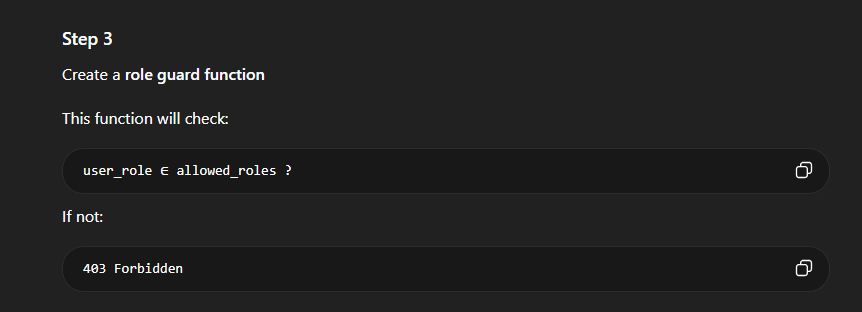 Step 3
Create a role guard function
This function will check:
user_role ∈ allowed_roles ?
If not:
403 Forbidden